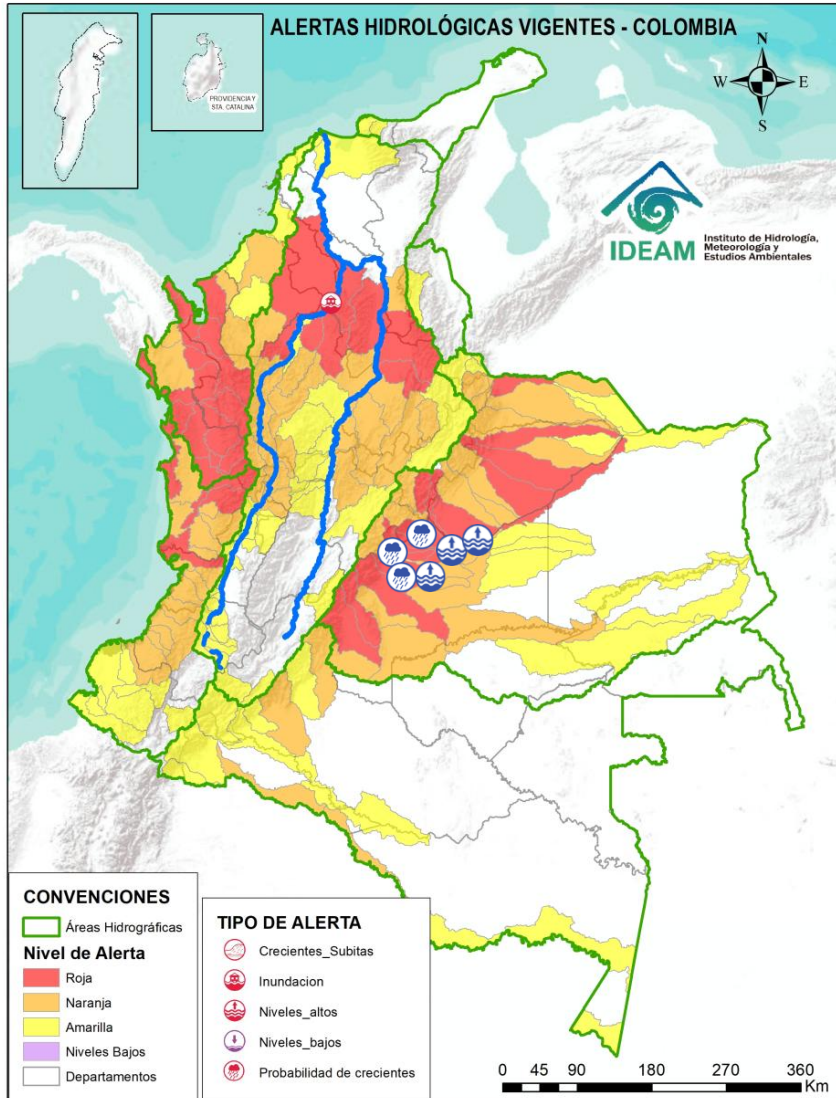 ALERTAS HIDROLÓGICAS VIGENTES - COLOMBIA
PROVIDENCIA Y
STA. CATALINA
N
W
E
S
IDEAM
Instituto de Hidrología,
Meteorología y
Estudios Ambientales
CONVENCIONES
Áreas Hidrográficas
Nivel de Alerta
Roja
Naranja
Amarilla
Niveles Bajos
Departamentos
TIPO DE ALERTA
Crecientes_Subitas
Inundacion
Niveles_altos
Niveles_bajos
Probabilidad de crecientes
0 45 90 180 270 360
Km